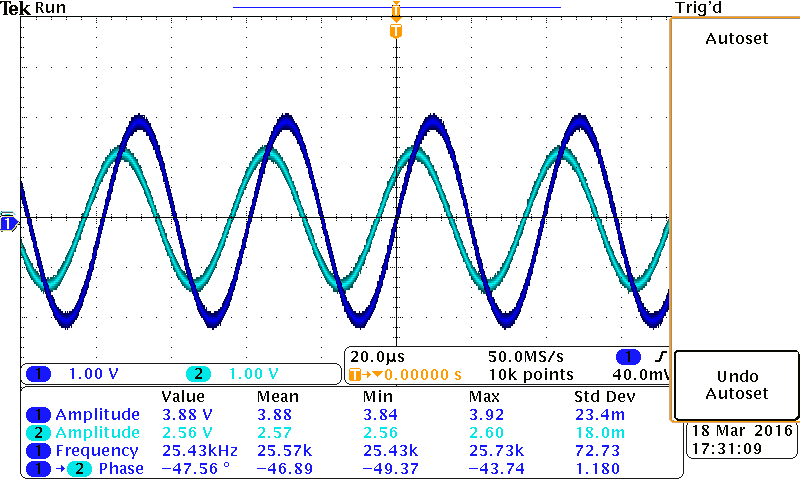 Tek Run Trig'd
T
T
Autoset
1
20.0µs 50.0MS/s 1
1 1.00 V 2 1.00 V
T→▼0.00000 s 10k points 40.0mV
Undo
Autoset
Value Mean Min Max Std Dev
1 Amplitude 3.88 V 3.88 3.84 3.92 23.4m
2 Amplitude 2.56 V 2.57 2.56 2.60 18.0m
1 Frequency 25.43kHz 25.57k 25.43k 25.73k 72.73
1→2 Phase −47.56 ° −46.89 −49.37 −43.74 1.180
18 Mar 2016
17:31:09